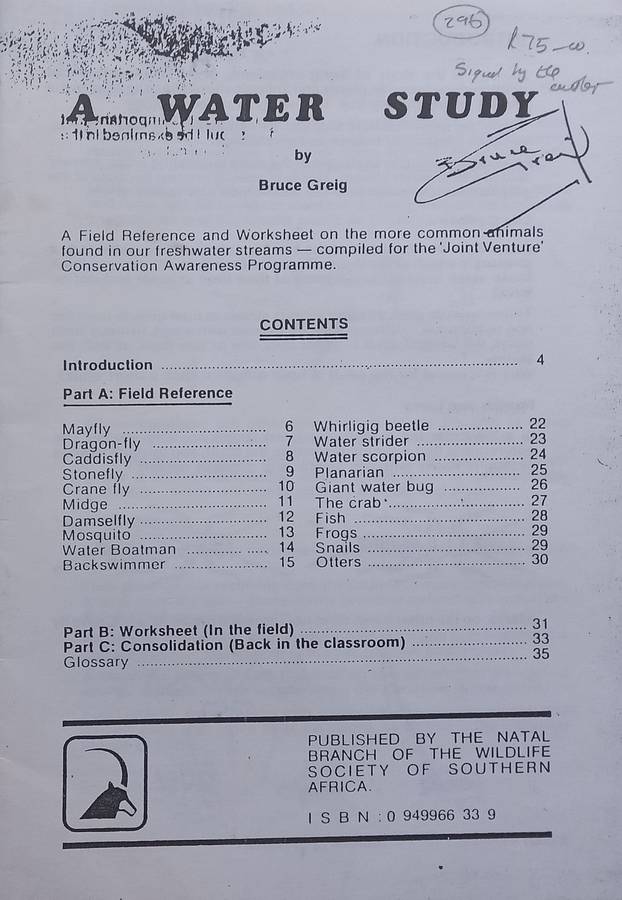 296
R75-00.
Signed by the author
A WATER STUDY
by
Bruce Greig
Bruce Greig
A Field Reference and Worksheet on the more common animals
found in our freshwater streams — compiled for the 'Joint Venture'
Conservation Awareness Programme.
CONTENTS
Introduction ........ 4
Part A: Field Reference
Mayfly ........ 6
Dragon-fly ........ 7
Caddisfly ........ 8
Stonefly ........ 9
Crane fly ........ 10
Midge ........ 11
Damselfly ........ 12
Mosquito ........ 13
Water Boatman ........ 14
Backswimmer ........ 15
Whirligig beetle ........ 22
Water strider ........ 23
Water scorpion ........ 24
Planarian ........ 25
Giant water bug ........ 26
The crab ........ 27
Fish ........ 28
Frogs ........ 29
Snails ........ 29
Otters ........ 30
Part B: Worksheet (In the field) ........ 31
Part C: Consolidation (Back in the classroom) ........ 33
Glossary ........ 35
PUBLISHED BY THE NATAL
BRANCH OF THE WILDLIFE
SOCIETY OF SOUTHERN
AFRICA.
ISBN : 0 949966 33 9